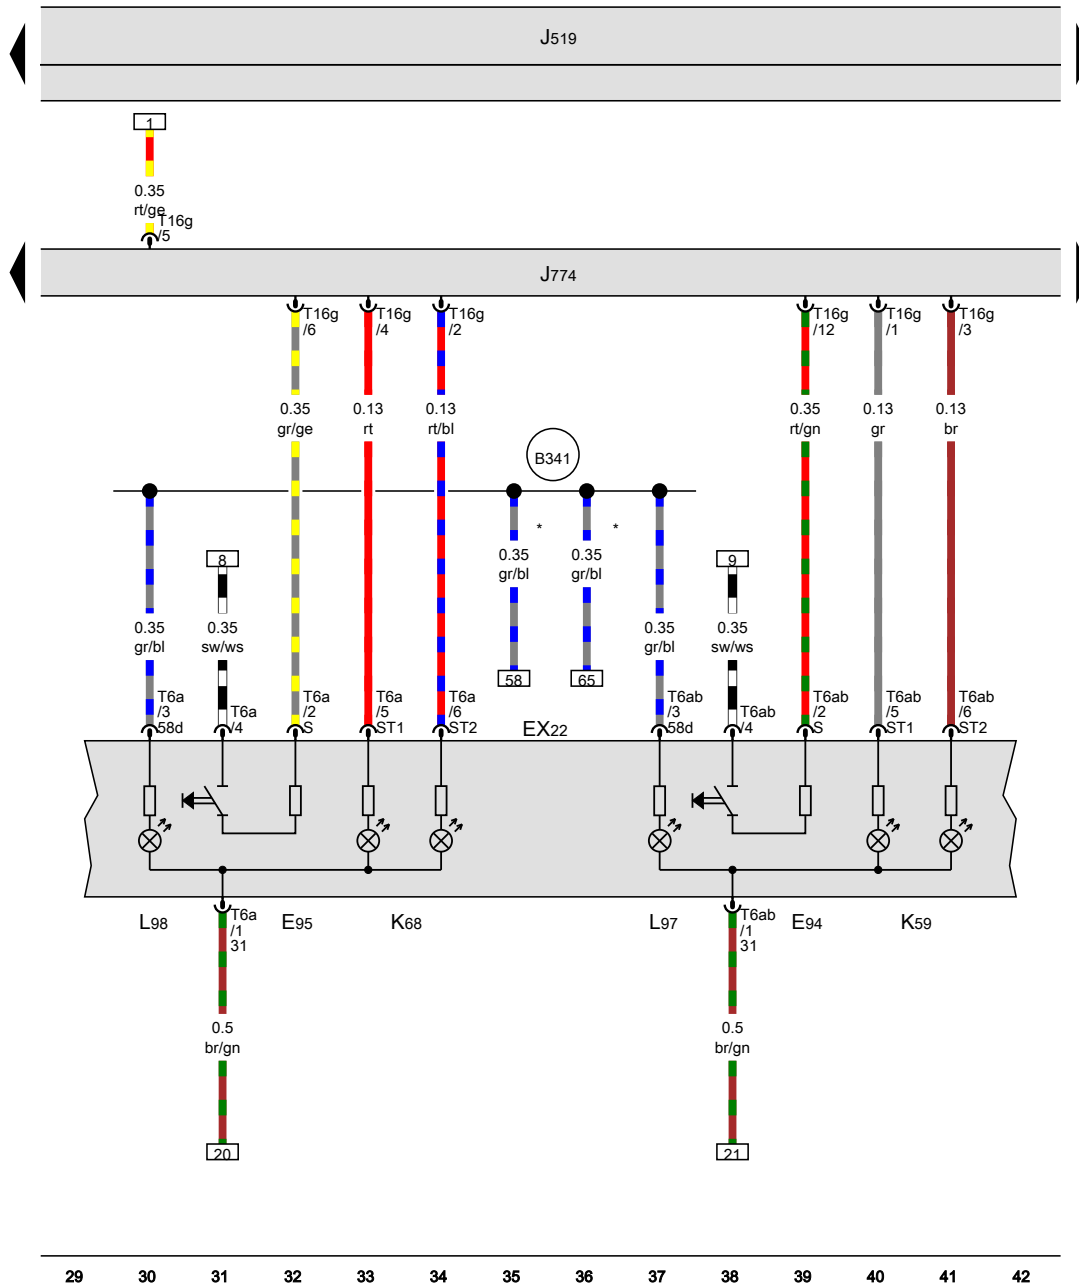 J519
1
0.35
rt/ge
T16g
/5
J774
T16g
/6
T16g
/4
T16g
/2
T16g
/12
T16g
/1
T16g
/3
0.35
gr/ge
0.13
rt
0.13
rt/bl
0.35
rt/gn
0.13
gr
0.13
br
B341
*
*
8
0.35
gr/bl
0.35
gr/bl
9
0.35
gr/bl
0.35
sw/ws
0.35
gr/bl
0.35
sw/ws
58
65
T6a
/3
58d
T6a
/4
T6a
/2
S
T6a
/5
ST1
T6a
/6
ST2
EX22
T6ab
/3
58d
T6ab
/4
T6ab
/2
S
T6ab
/5
ST1
T6ab
/6
ST2
L98
T6a
/1
31
E95
K68
L97
T6ab
/1
31
E94
K59
0.5
br/gn
0.5
br/gn
20
21
29 30 31 32 33 34 35 36 37 38 39 40 41 42